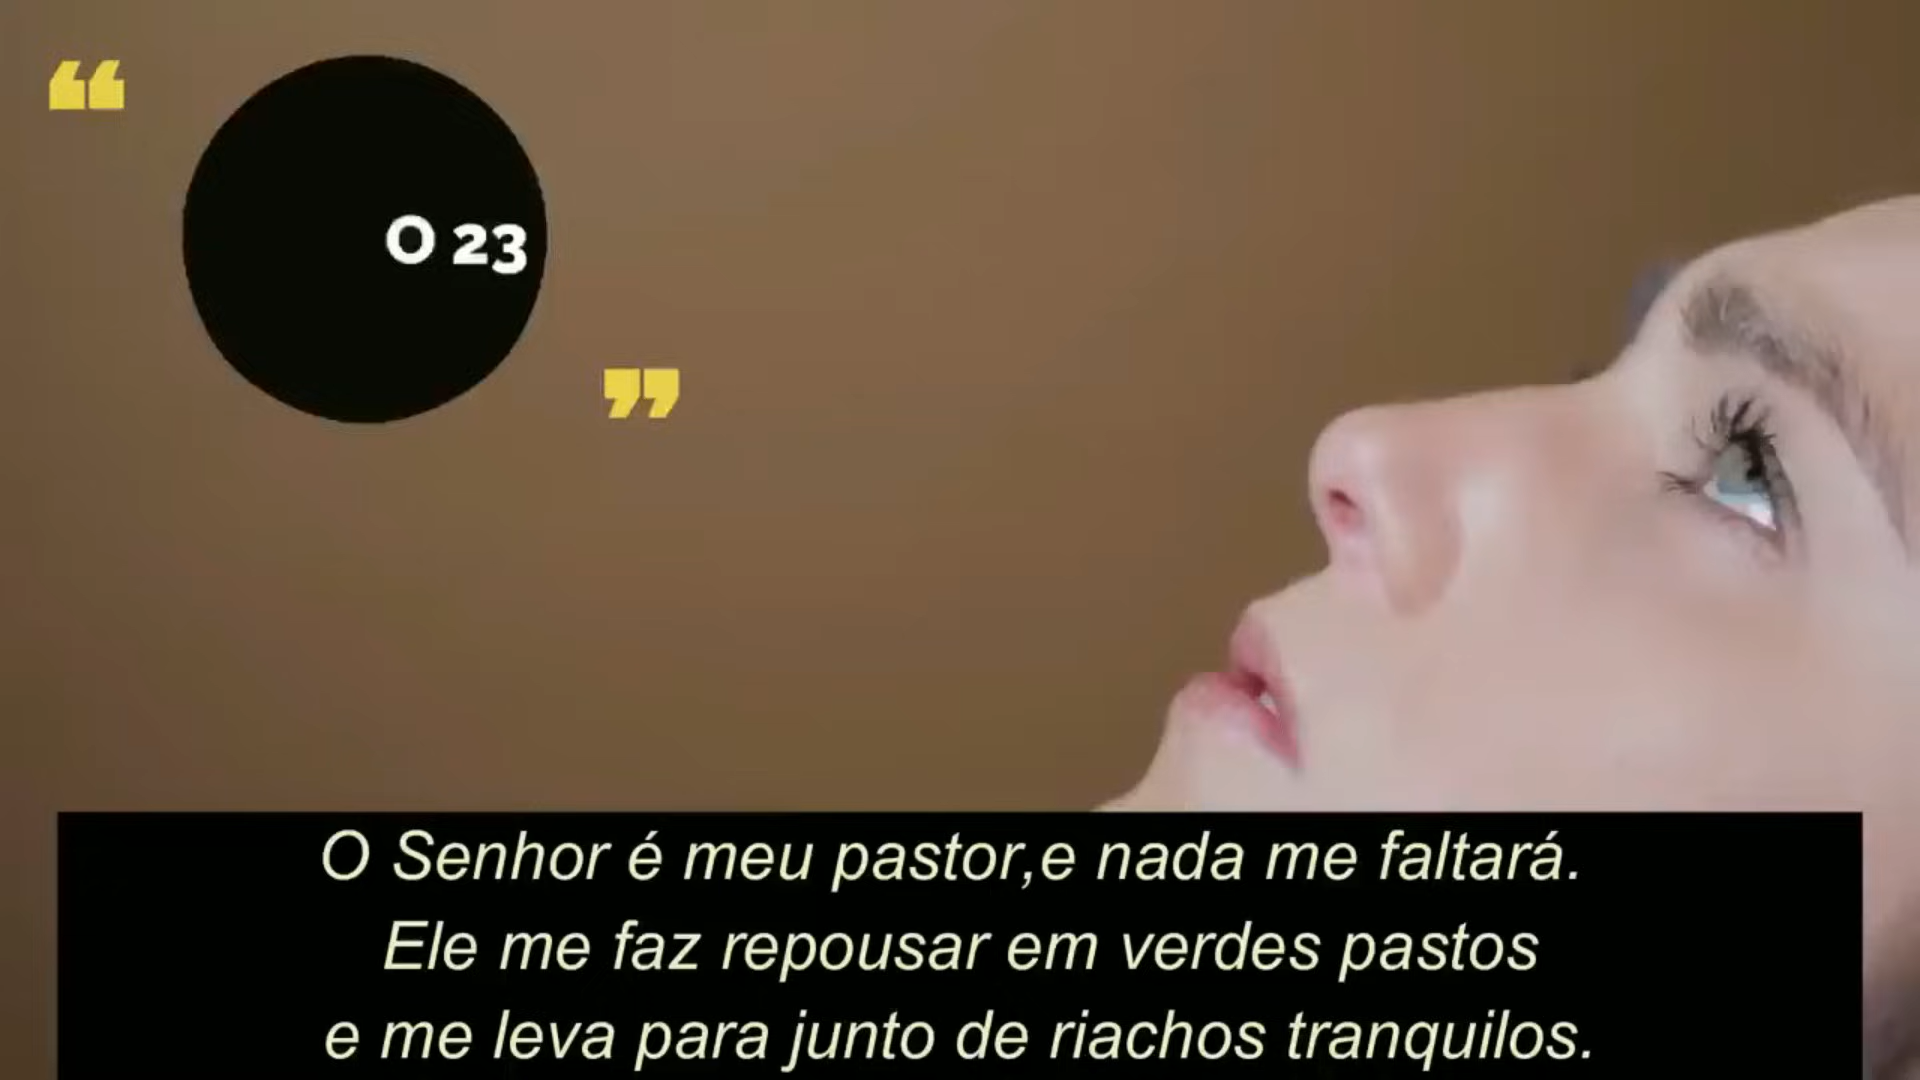 “
O 23
”
O Senhor é meu pastor,e nada me faltará.
Ele me faz repousar em verdes pastos
e me leva para junto de riachos tranquilos.